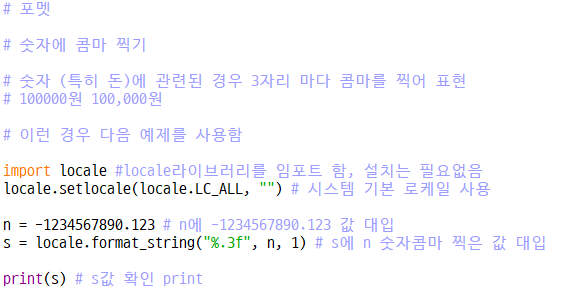 # 포멧
# 숫자에 콤마 찍기
# 숫자 (특히 돈)에 관련된 경우 3자리 마다 콤마를 찍어 표현
# 100000원 100,000원
# 이런 경우 다음 예제를 사용함
import locale #locale라이브러리를 임포트 함, 설치는 필요없음
locale.setlocale(locale.LC_ALL, "") # 시스템 기본 로케일 사용
n = -1234567890.123 # n에 -1234567890.123 값 대입
s = locale.format_string("%.3f", n, 1) # s에 n 숫자콤마 찍은 값 대입
print(s) # s값 확인 print